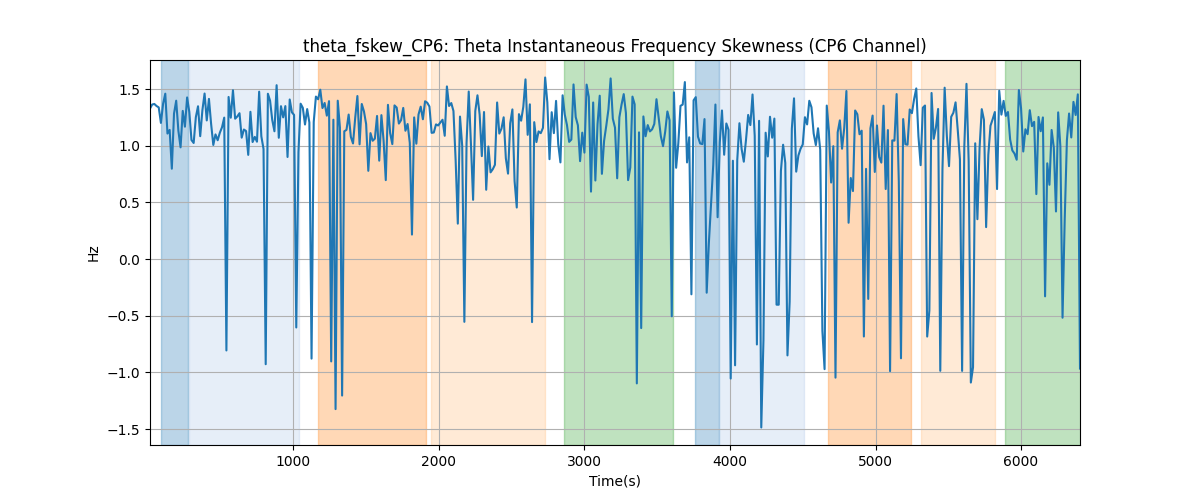 theta_fskew_CP6: Theta Instantaneous Frequency Skewness (CP6 Channel)
1.5
1.0
0.5
0.0
−0.5
−1.0
−1.5
Hz
1000 2000 3000 4000 5000 6000
Time(s)